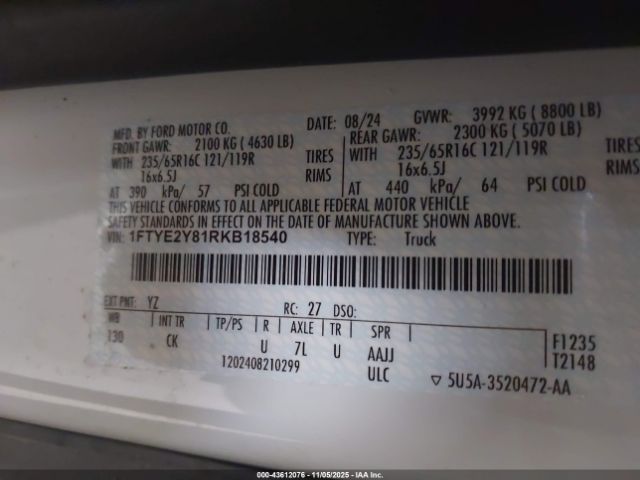 MFD. BY FORD MOTOR CO. DATE: 08/24 GVWR: 3992 KG ( 8800 LB)
FRONT GAWR: 2100 KG ( 4630 LB) REAR GAWR: 2300 KG ( 5070 LB)
WITH 235/65R16C 121/119R TIRES WITH 235/65R16C 121/119R TIRES
16x6.5J RIMS 16x6.5J RIMS
AT 390 kPa/ 57 PSI COLD AT 440 kPa/ 64 PSI COLD
THIS VEHICLE CONFORMS TO ALL APPLICABLE FEDERAL MOTOR VEHICLE
SAFETY STANDARDS IN EFFECT ON THE DATE OF MANUFACTURE SHOWN ABOVE.
VIN: 1FTYE2Y81RKB18540 TYPE: Truck
EXT PNT: YZ RC: 27 DSO:
WB INT TR TP/PS R AXLE TR SPR F1235
130 CK U 7L U AAJJ T2148
1202408210299 ULC ▽ 5U5A-3520472-AA
000-43612076 - 11/05/2025 - IAA Inc.